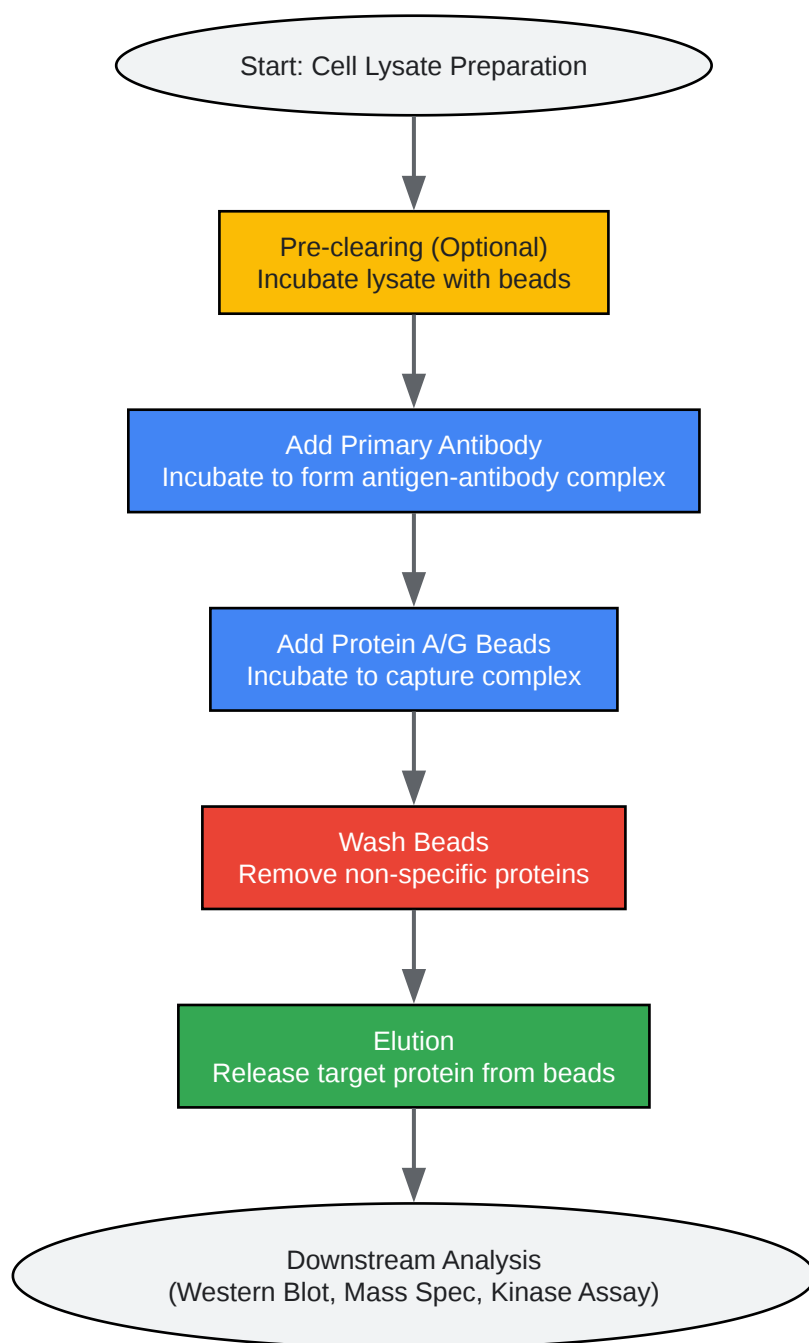 Start: Cell Lysate Preparation
Pre-clearing (Optional)
Incubate lysate with beads
Add Primary Antibody
Incubate to form antigen-antibody complex
Add Protein A/G Beads
Incubate to capture complex
Wash Beads
Remove non-specific proteins
Elution
Release target protein from beads
Downstream Analysis
(Western Blot, Mass Spec, Kinase Assay)